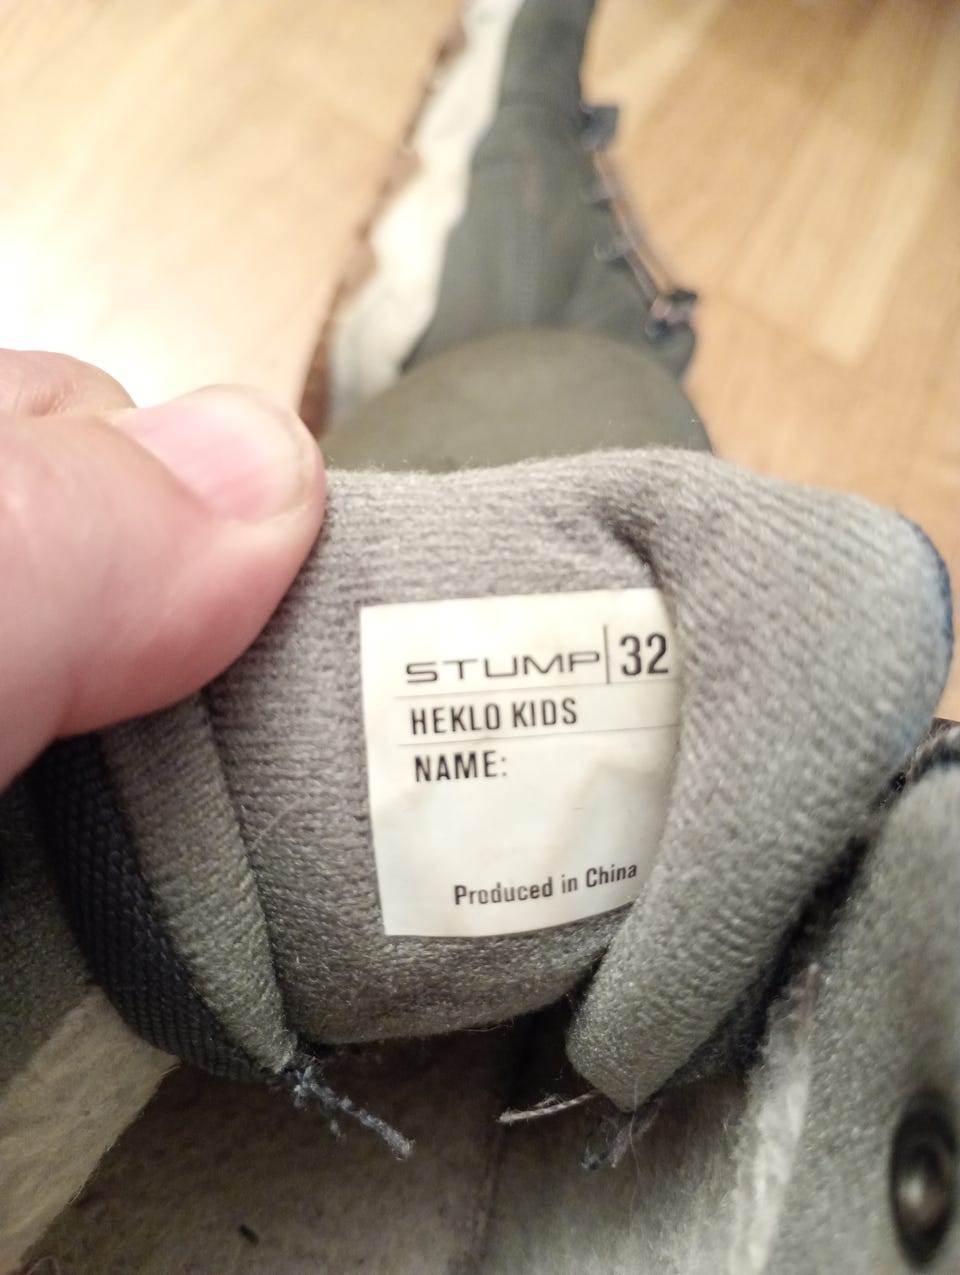 STUMP|32
HEKLO KIDS
NAME:
Produced in China